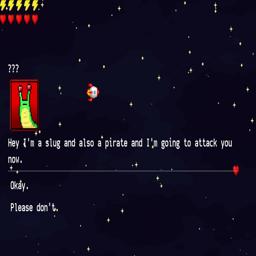 ???
Hey I'm a slug and also a pirate and I'm going to attack you
now.
Okay.
Please don't.